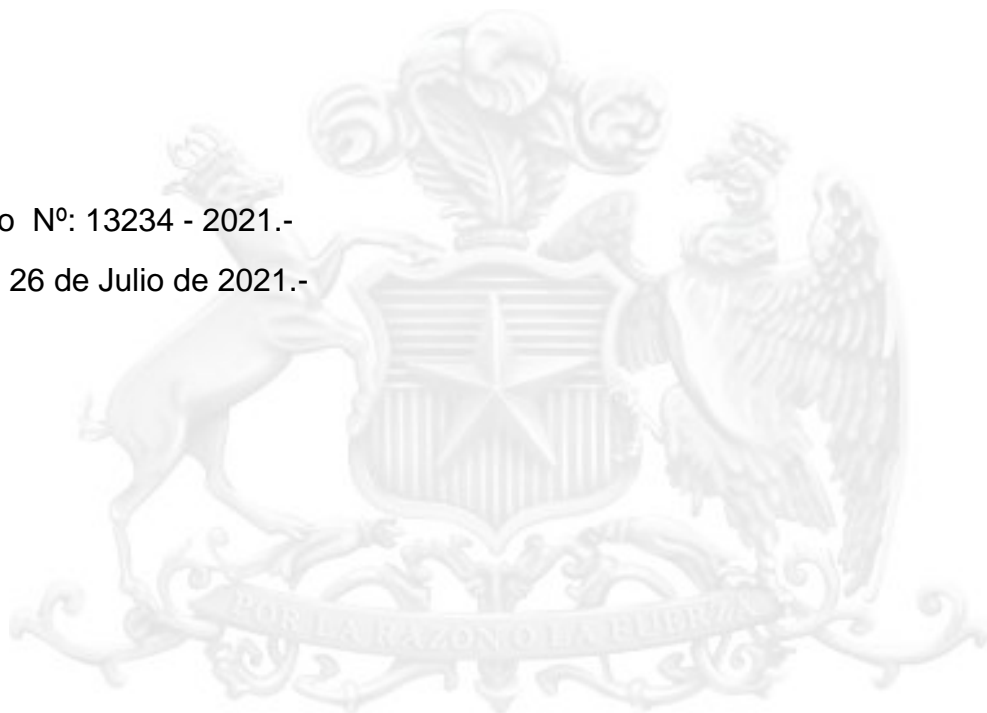 o Nº: 13234 - 2021.-
26 de Julio de 2021.-
POR LA RAZON O LA FUERZA